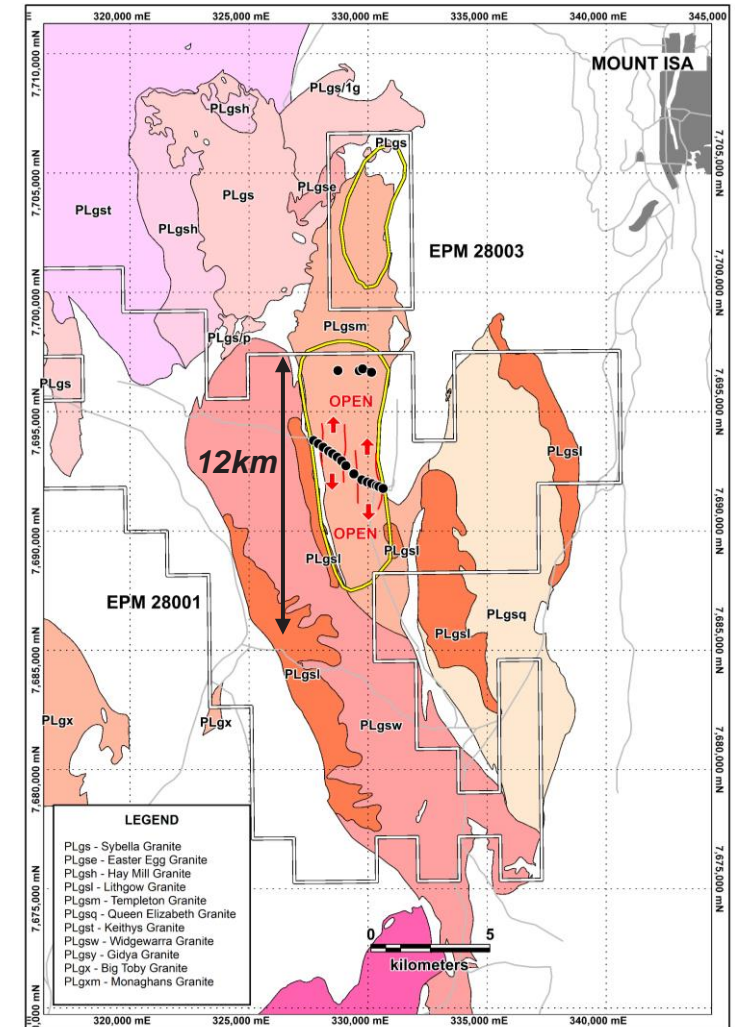 320,000 mE 325,000 mE 330,000 mE 335,000 mE 340,000 mE 345,000
7,710,000 mN
MOUNT ISA
PLgs/1g
PLgsh
PLgs
7,705,000 mN
7,705,000 mN
PLgs
PLgse
PLgst
PLgsh
EPM 28003
7,700,000 mN
7,700,000 mN
PLgsm
PLgs/p
PLgs
7,695,000 mN
7,695,000 mN
OPEN
PLgsl
12km
OPEN
7,690,000 mN
7,690,000 mN
PLgsl
PLgsl
EPM 28001
PLgsq
PLgsl
7,685,000 mN
7,685,000 mN
PLgsl
PLgx
PLgx
PLgsw
7,680,000 mN
7,680,000 mN
LEGEND
PLgs - Sybella Granite
PLgse - Easter Egg Granite
PLgsh - Hay Mill Granite
PLgsl - Lithgow Granite
PLgsm - Templeton Granite
PLgsq - Queen Elizabeth Granite
PLgst - Keithys Granite
PLgsw - Widgewarra Granite
PLgsy - Gidya Granite
PLgx - Big Toby Granite
PLgxm - Monaghans Granite
7,675,000 mN
7,675,000 mN
0 5
kilometers
,000 mN
320,000 mE 325,000 mE 330,000 mE 335,000 mE 340,000 mE